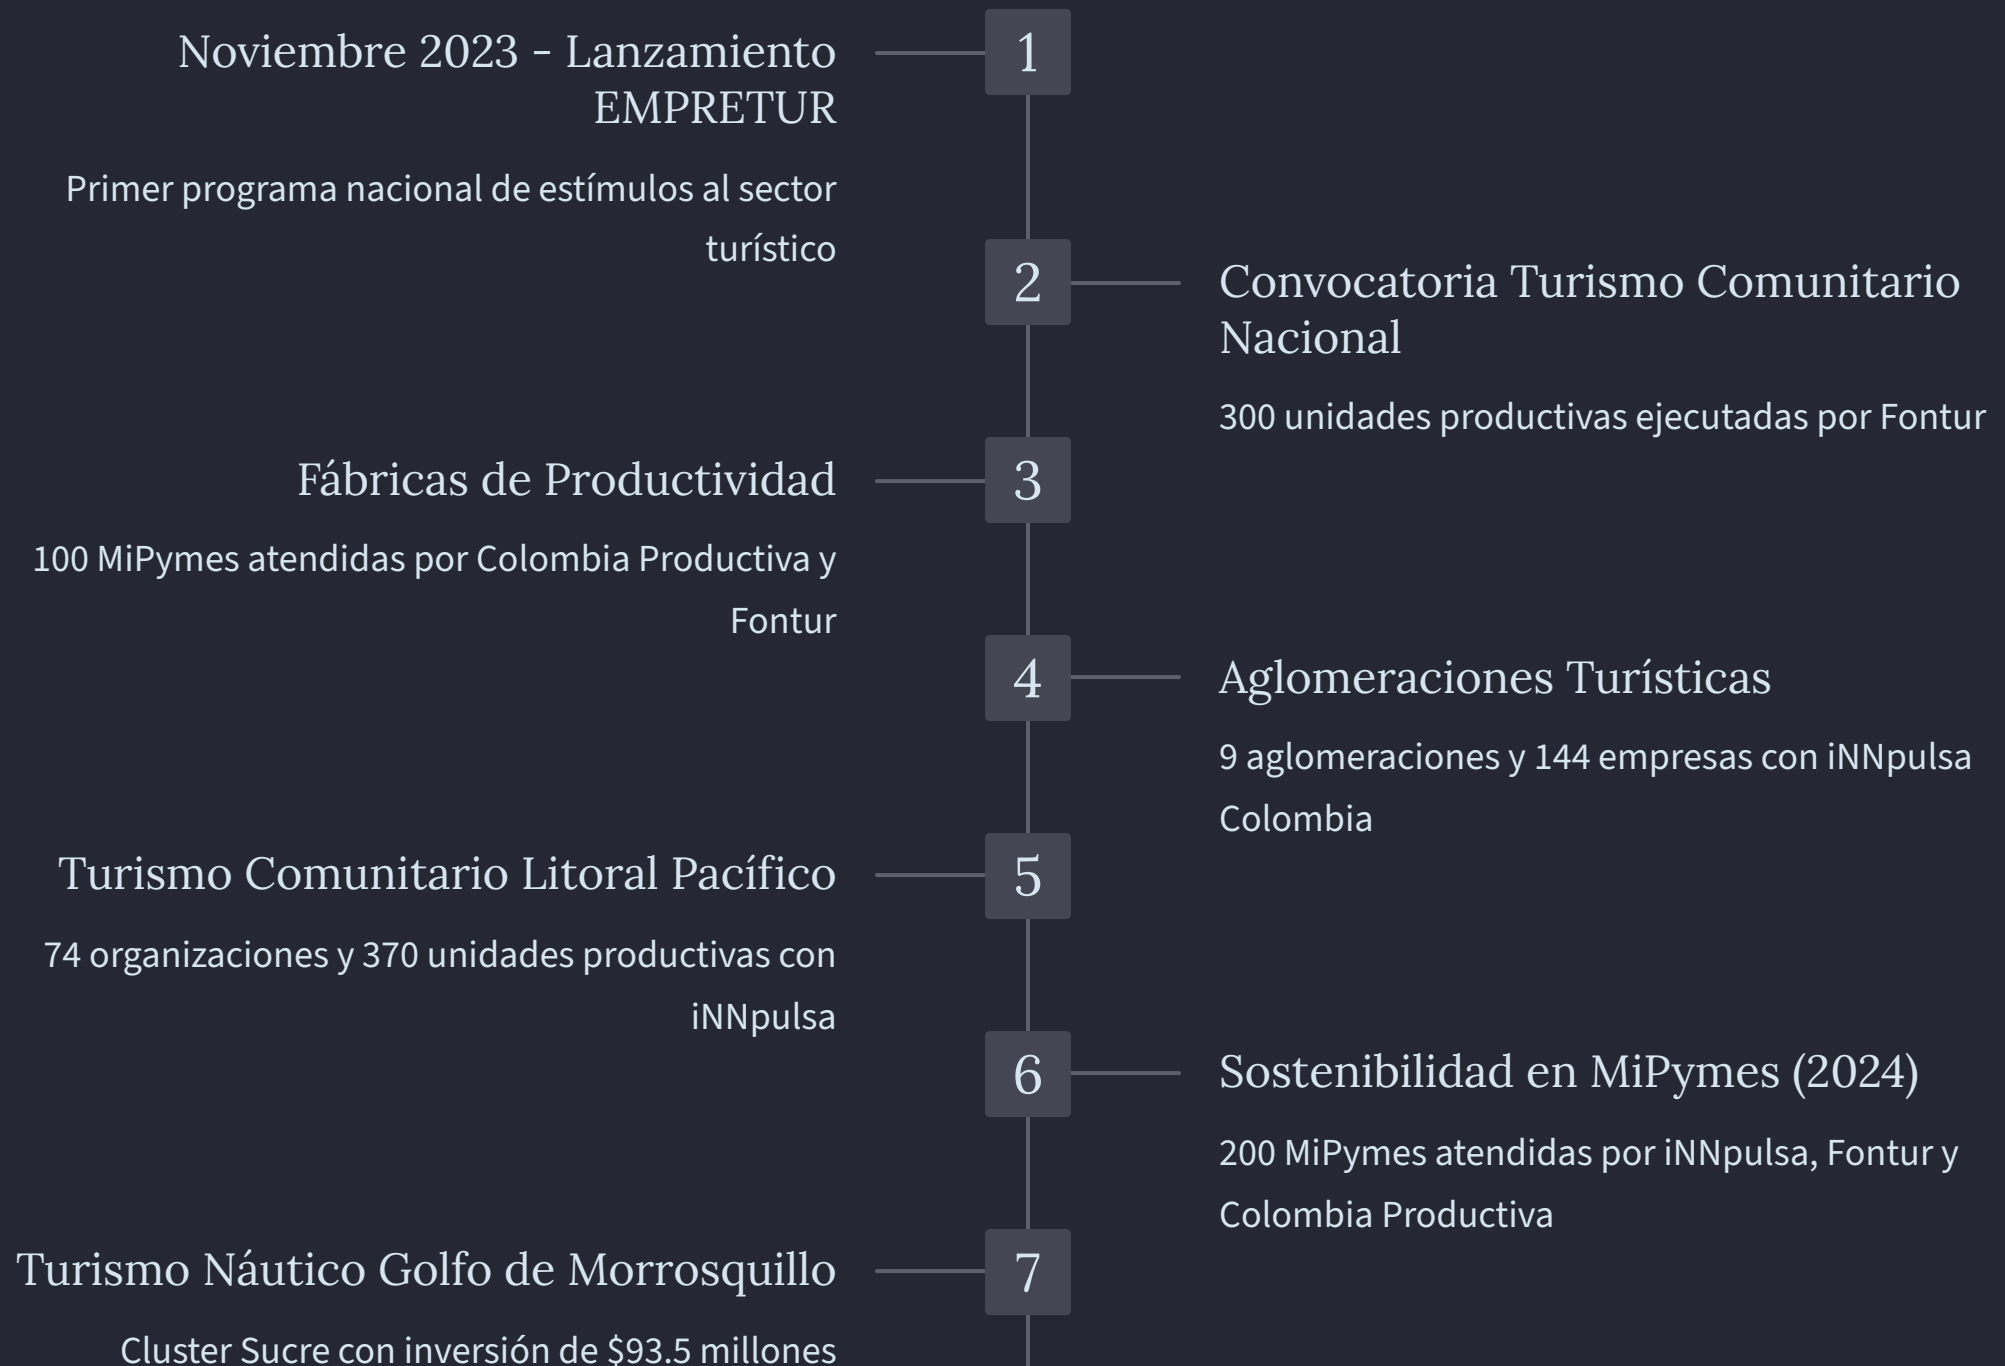 1
Noviembre 2023 - Lanzamiento
EMPRETUR
Primer programa nacional de estímulos al sector
turístico
2
Convocatoria Turismo Comunitario
Nacional
300 unidades productivas ejecutadas por Fontur
3
Fábricas de Productividad
100 MiPymes atendidas por Colombia Productiva y
Fontur
4
Aglomeraciones Turísticas
9 aglomeraciones y 144 empresas con iNNpulsa
Colombia
5
Turismo Comunitario Litoral Pacífico
74 organizaciones y 370 unidades productivas con
iNNpulsa
6
Sostenibilidad en MiPymes (2024)
200 MiPymes atendidas por iNNpulsa, Fontur y
Colombia Productiva
7
Turismo Náutico Golfo de Morrosquillo
Cluster Sucre con inversión de $93.5 millones